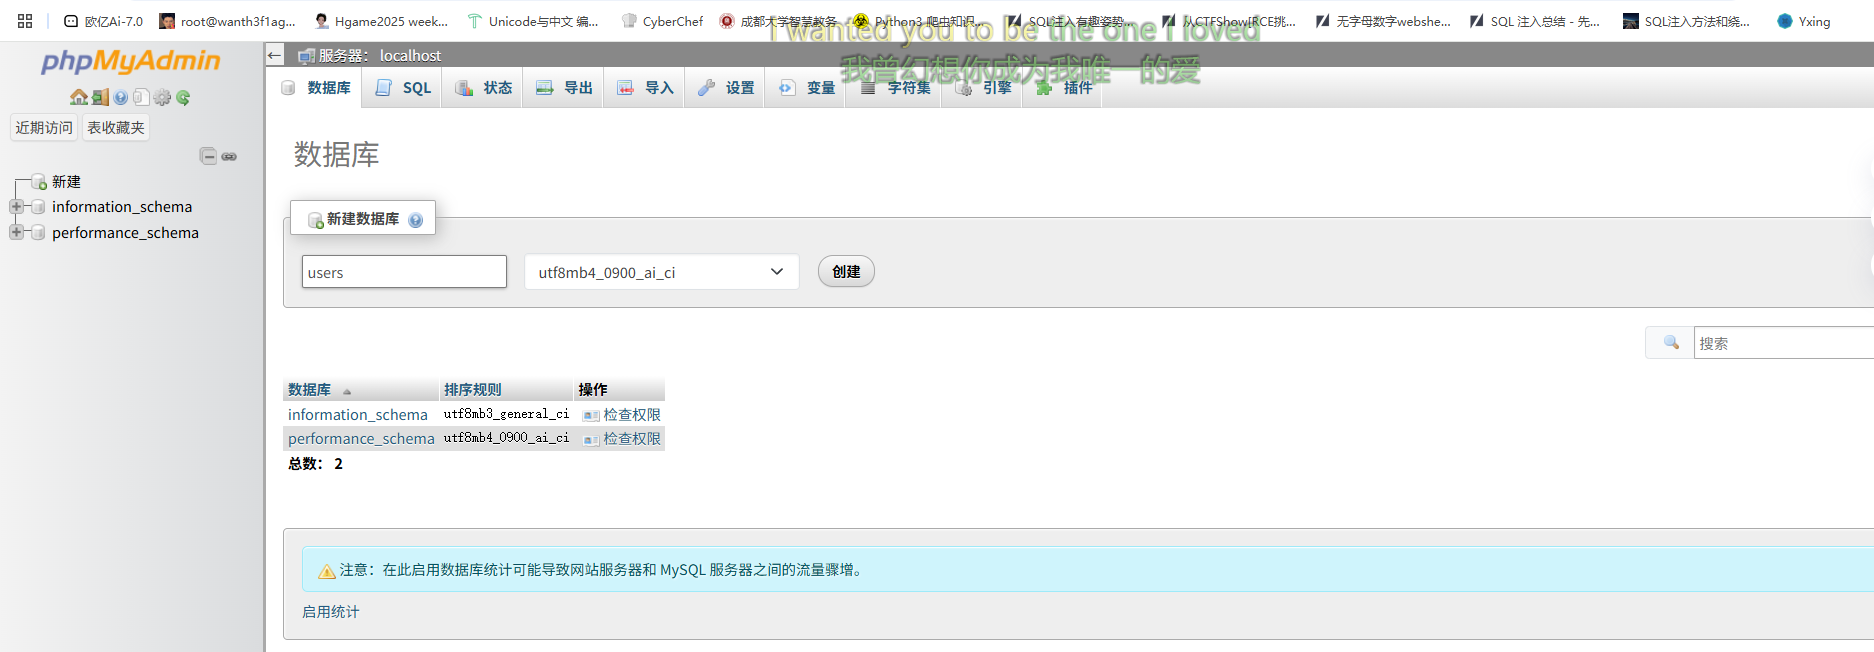 欧亿Ai-7.0 root@wanth3f1ag... Hgame2025 week... Unicode与中文 编... CyberChef 成都大学智慧教务 Python3 爬虫知识... SQL注入有趣姿势... 从CTFShow[RCE挑... 无字母数字webshe... SQL 注入总结 - 先... SQL注入方法和绕... Yxing
I wanted you to be the one I loved
我曾幻想你成为我唯一的爱
phpMyAdmin
近期访问 表收藏夹
新建
information_schema
performance_schema
服务器： localhost
数据库 SQL 状态 导出 导入 设置 变量 字符集 引擎 插件
数据库
新建数据库
users utf8mb4_0900_ai_ci 创建
搜索
数据库 排序规则 操作
information_schema utf8mb3_general_ci 检查权限
performance_schema utf8mb4_0900_ai_ci 检查权限
总数： 2
注意：在此启用数据库统计可能导致网站服务器和 MySQL 服务器之间的流量骤增。
启用统计